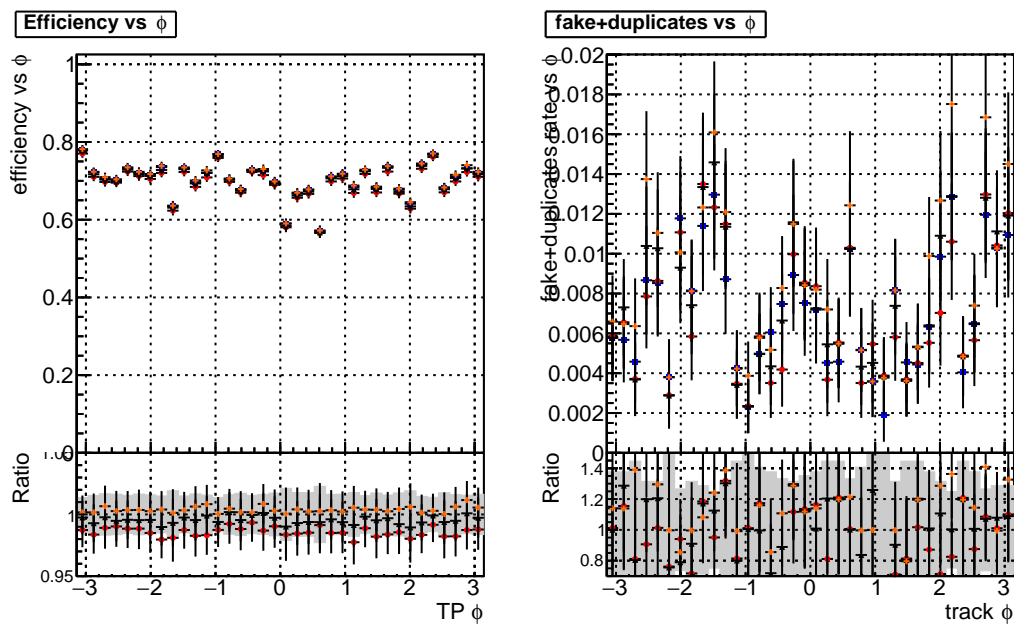 Efficiency vs ϕ
efficiency vs ϕ
1
0.8
0.6
0.4
0.2
0
Ratio
1.05
1
0.95
−3 −2 −1 0 1 2 3
TP ϕ
fake+duplicates vs ϕ
fake+duplicates rate vs ϕ
0.02
0.018
0.016
0.014
0.012
0.01
0.008
0.006
0.004
0.002
0
Ratio
1.4
1.2
1
0.8
−3 −2 −1 0 1 2 3
track ϕ